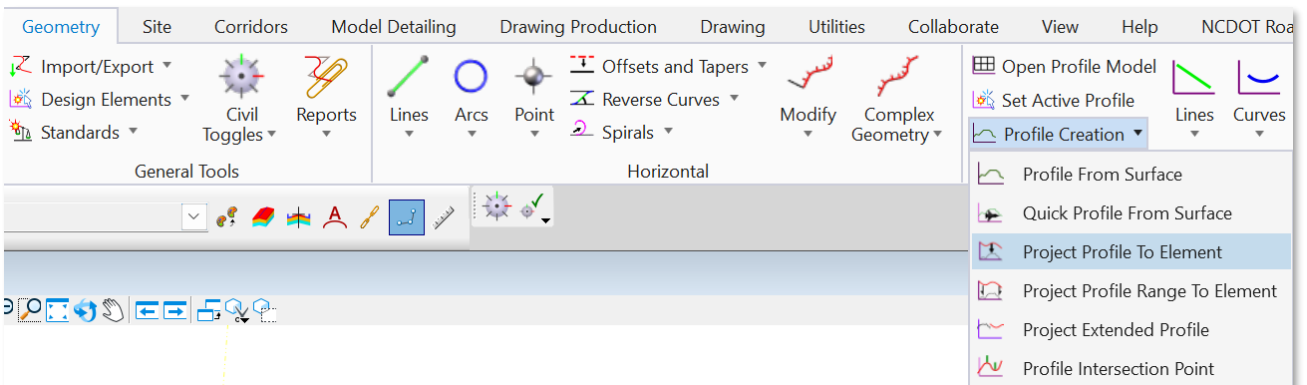 Geometry Site Corridors Model Detailing Drawing Production Drawing Utilities Collaborate View Help NCDOT Roa
Import/Export
Design Elements
Standards
Civil Toggles
Reports
General Tools
Lines
Arcs
Point
Offsets and Tapers
Reverse Curves
Spirals
Modify
Complex Geometry
Horizontal
Open Profile Model
Set Active Profile
Profile Creation
Lines
Curves
Profile From Surface
Quick Profile From Surface
Project Profile To Element
Project Profile Range To Element
Project Extended Profile
Profile Intersection Point